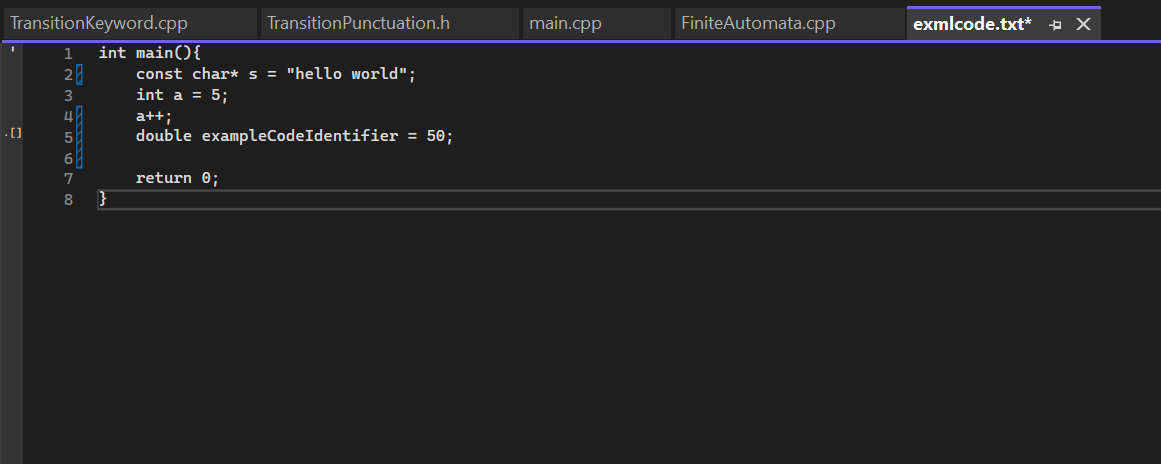 TransitionKeyword.cpp TransitionPunctuation.h main.cpp FiniteAutomata.cpp exmlcode.txt*
1 int main(){
2 const char* s = "hello world";
3 int a = 5;
4 a++;
.[] 5 double exampleCodeIdentifier = 50;
6
7 return 0;
8 }